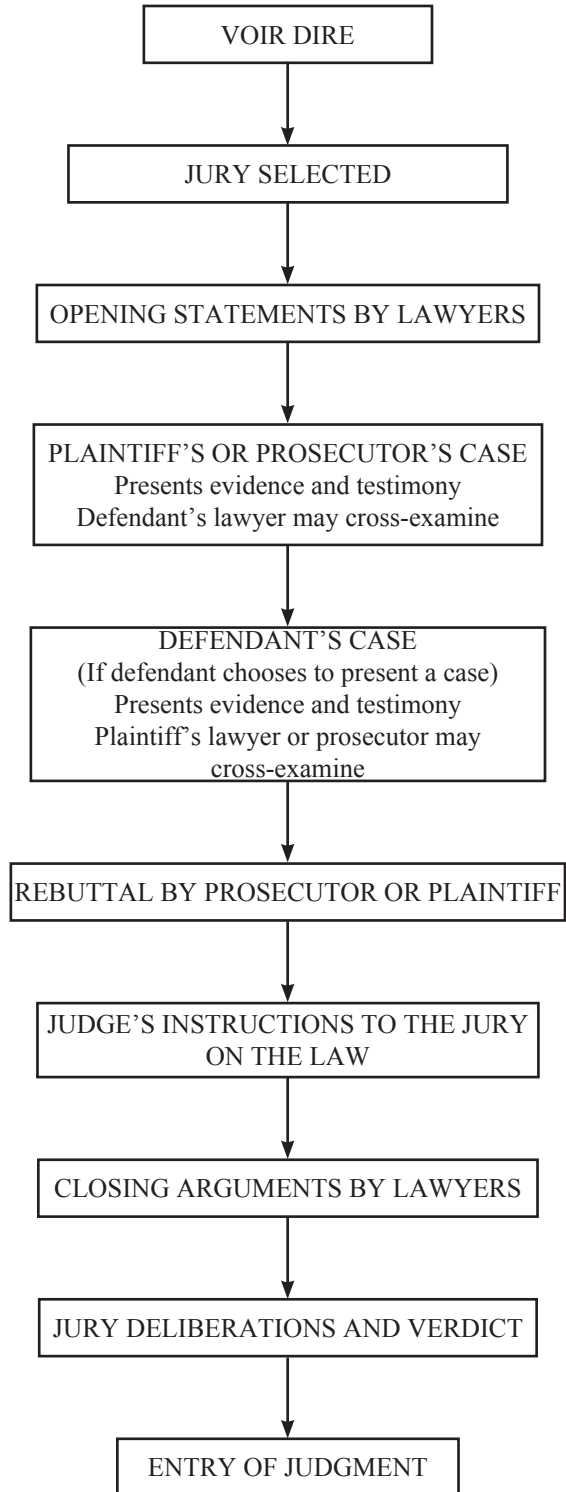 VOIR DIRE
JURY SELECTED
OPENING STATEMENTS BY LAWYERS
PLAINTIFF’S OR PROSECUTOR’S CASE
Presents evidence and testimony
Defendant’s lawyer may cross-examine
DEFENDANT’S CASE
(If defendant chooses to present a case)
Presents evidence and testimony
Plaintiff’s lawyer or prosecutor may
cross-examine
REBUTTAL BY PROSECUTOR OR PLAINTIFF
JUDGE’S INSTRUCTIONS TO THE JURY
ON THE LAW
CLOSING ARGUMENTS BY LAWYERS
JURY DELIBERATIONS AND VERDICT
ENTRY OF JUDGMENT